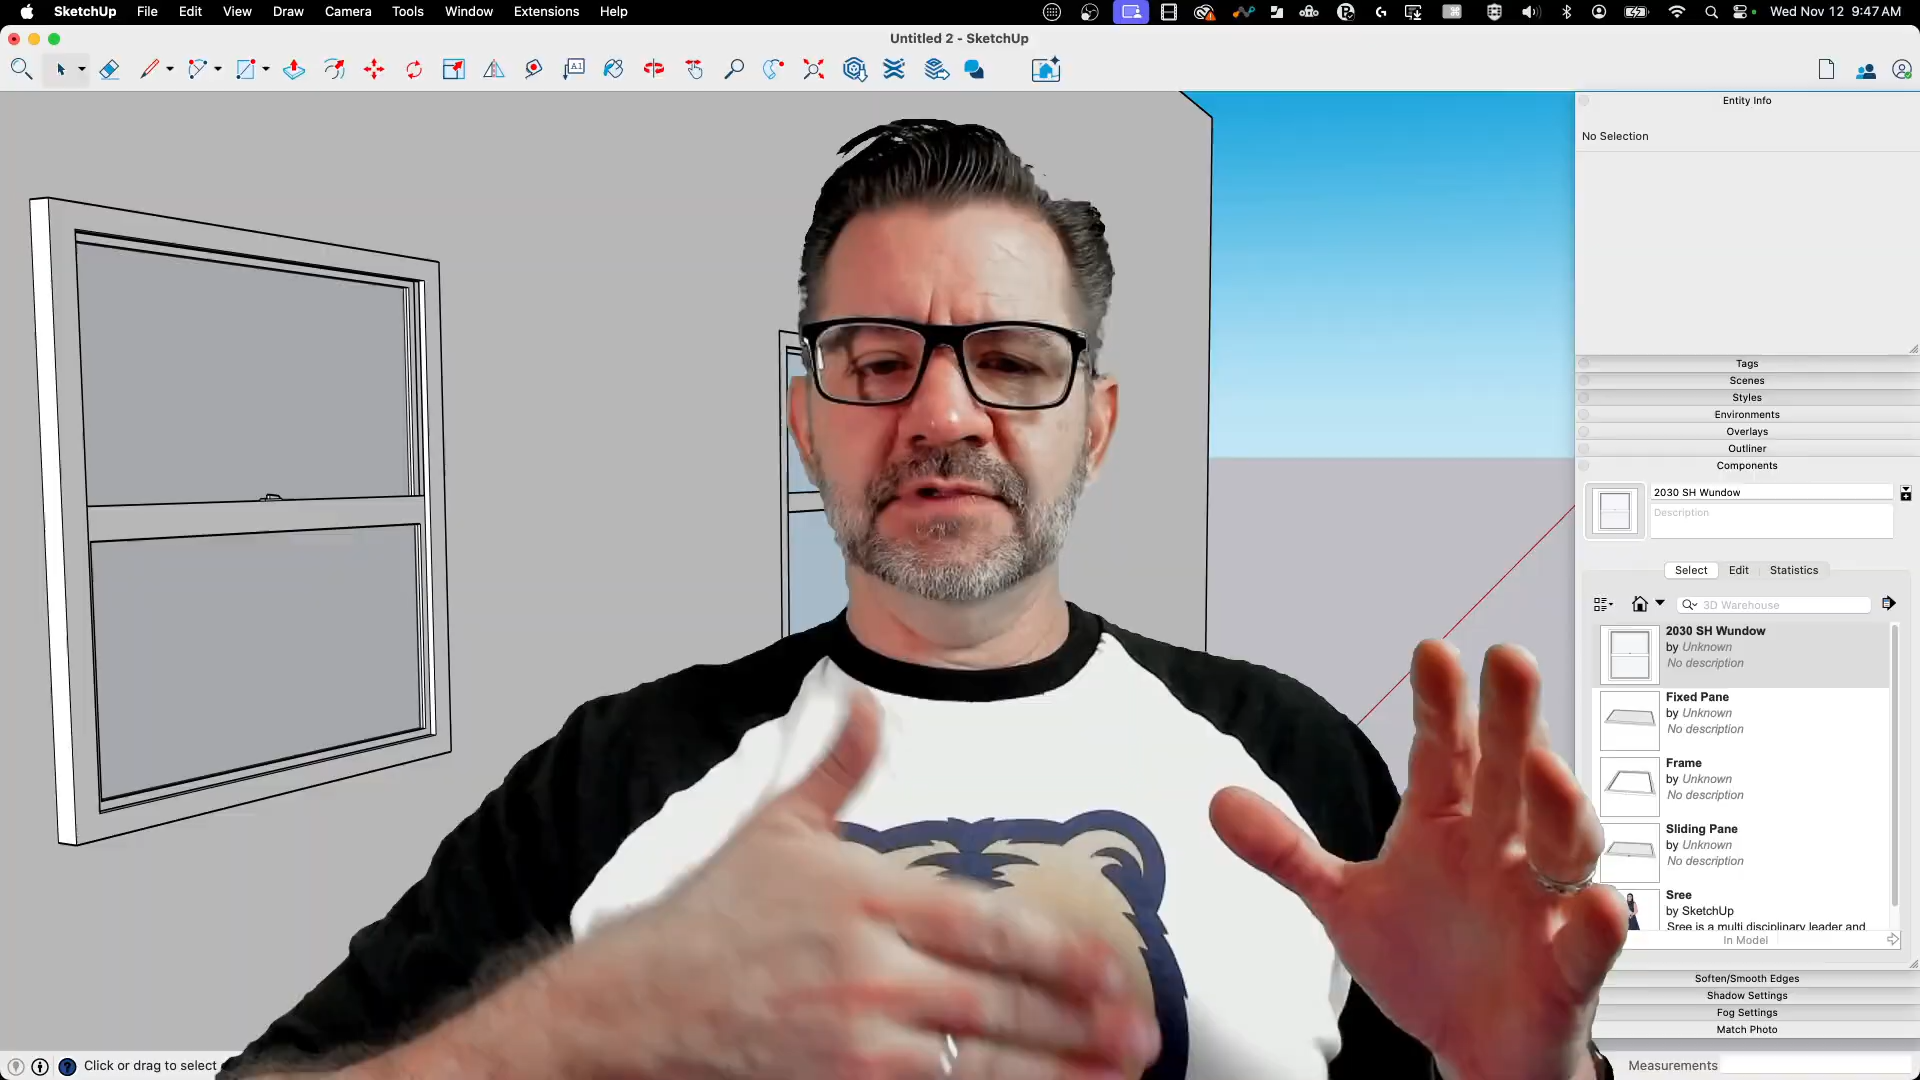 SketchUp File Edit View Draw Camera Tools Window Extensions Help Wed Nov 12 9:47 AM
Untitled 2 - SketchUp
A1
Entity Info
No Selection
Tags
Scenes
Styles
Environments
Overlays
Outliner
Components
2030 SH Wundow
Description
Select Edit Statistics
3D Warehouse
2030 SH Wundow
by Unknown
No description
Fixed Pane
by Unknown
No description
Frame
by Unknown
No description
Sliding Pane
by Unknown
No description
Sree
by SketchUp
Sree is a multi disciplinary leader and
In Model
Soften/Smooth Edges
Shadow Settings
Fog Settings
Match Photo
Click or drag to select
Measurements